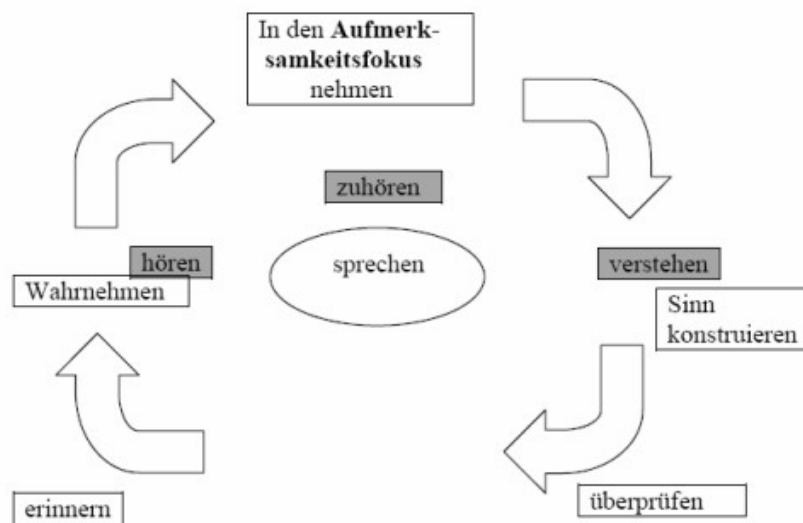 In den Aufmerk-
samkeitsfokus
nehmen
zuhören
hören
sprechen
verstehen
Wahrnehmen
Sinn
konstruieren
erinnern
überprüfen